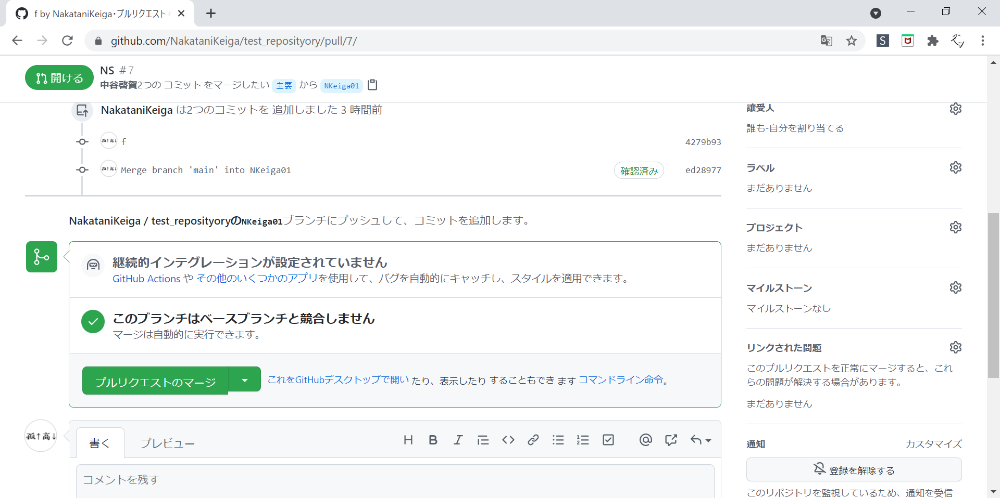 f by NakataniKeiga・プルリクエスト
github.com/NakataniKeiga/test_reposityory/pull/7/
開ける
NS #7
中谷啓賀2つの コミット をマージしたい 主要 から NKeiga01
NakataniKeiga は2つのコミットを 追加しました 3 時間前
孤↑高↓ f 4279b93
孤↑高↓ Merge branch 'main' into NKeiga01 確認済み ed28977
NakataniKeiga / test_reposityoryのNKeiga01ブランチにプッシュして、コミットを追加します。
継続的インテグレーションが設定されていません
GitHub Actions や その他のいくつかのアプリを使用して、バグを自動的にキャッチし、スタイルを適用できます。
このブランチはベースブランチと競合しません
マージは自動的に実行できます。
プルリクエストのマージ
これをGitHubデスクトップで開い たり、表示したり することもでき ます コマンドライン命令。
孤↑高↓
書く プレビュー
コメントを残す
譲受人
誰も-自分を割り当てる
ラベル
まだありません
プロジェクト
まだありません
マイルストーン
マイルストーンなし
リンクされた問題
このプルリクエストを正常にマージすると、これ
らの問題が解決する場合があります。
まだありません
通知 カスタマイズ
登録を解除する
このリポジトリを監視しているため、通知を受信